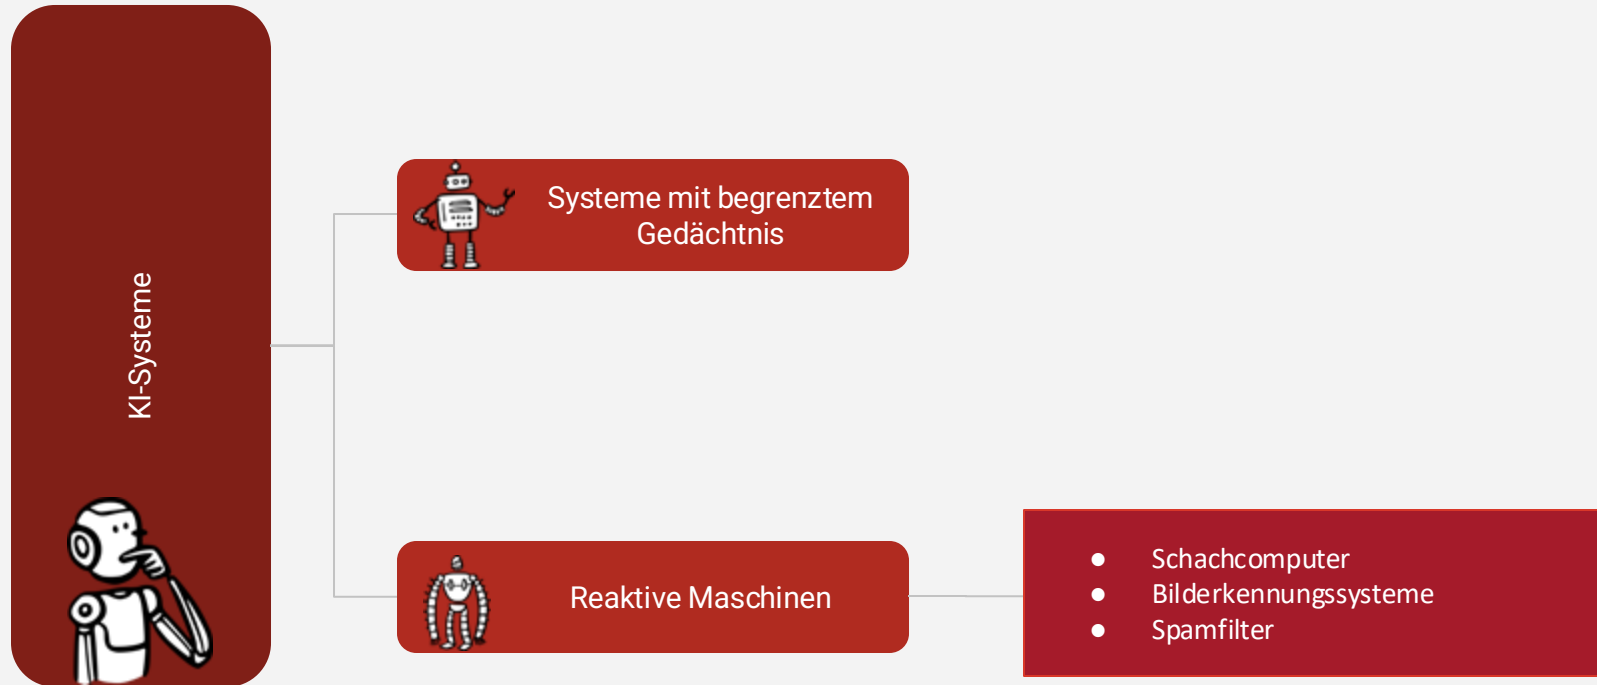 KI-Systeme
Systeme mit begrenztem
Gedächtnis
Reaktive Maschinen
● Schachcomputer
● Bilderkennungssysteme
● Spamfilter